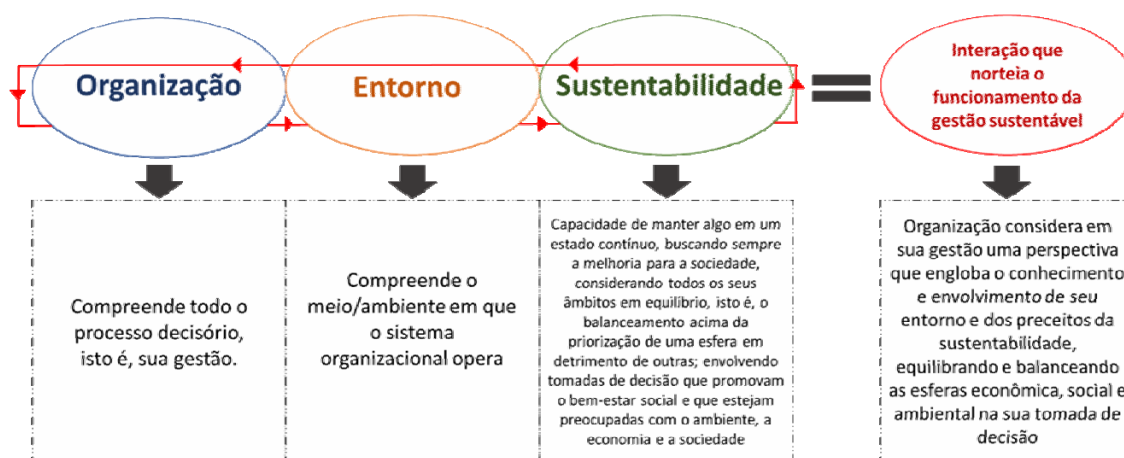 Organização
Entorno
Sustentabilidade
Interação que
norteia o
funcionamento da
gestão sustentável
Compreende todo o
processo decisório,
isto é, sua gestão.
Compreende o
meio/ambiente em que
o sistema
organizacional opera
Capacidade de manter algo em um
estado contínuo, buscando sempre
a melhoria para a sociedade,
considerando todos os seus
âmbitos em equilíbrio, isto é, o
balanceamento acima da
priorização de uma esfera em
detrimento de outras; envolvendo
tomadas de decisão que promovam
o bem-estar social e que estejam
preocupadas com o ambiente, a
economia e a sociedade
Organização considera em
sua gestão uma perspectiva
que engloba o conhecimento
e envolvimento de seu
entorno e dos preceitos da
sustentabilidade,
equilibrando e balanceando
as esferas econômica, social e
ambiental na sua tomada de
decisão